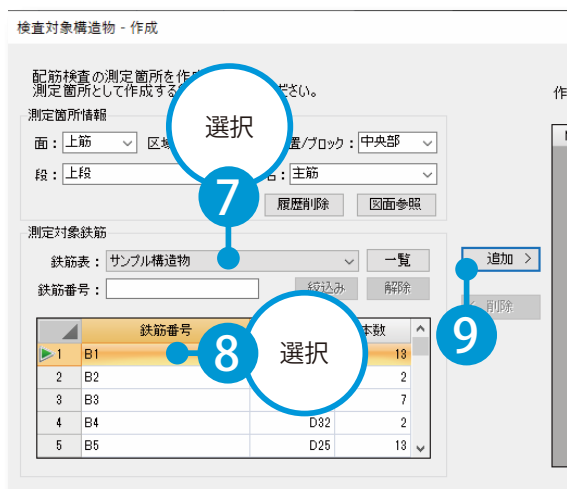 検査対象構造物 - 作成
配筋検査の測定箇所を作
測定箇所として作成する ださい。
作
測定箇所情報
選択
面： 上筋 区 置/ブロック： 中央部
段： 上段 ： 主筋
7
履歴削除 図面参照
測定対象鉄筋
鉄筋表： サンプル構造物 一覧 追加 >
鉄筋番号： 絞込み 解除 削除
9
鉄筋番号 本数
1 B1 13
8 選択
2 B2 2
3 B3 7
4 B4 D32 2
5 B5 D25 13